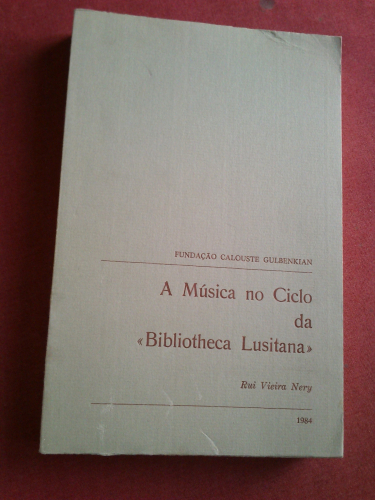 FUNDAÇÃO CALOUSTE GULBENKIAN
A Música no Ciclo
da
«Bibliotheca Lusitana»
Rui Vieira Nery
1984